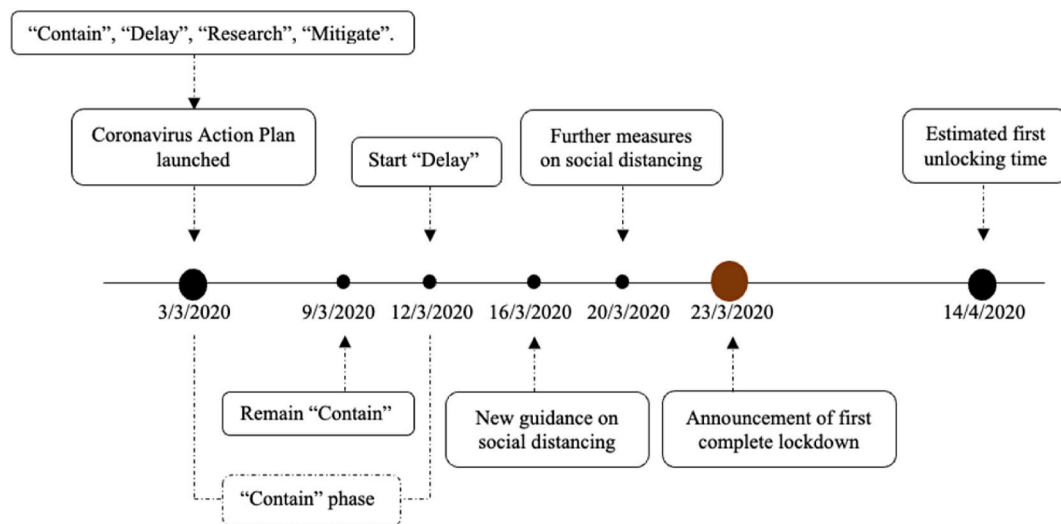 “Contain”, “Delay”, “Research”, “Mitigate”.
Coronavirus Action Plan
launched
Start “Delay”
Further measures
on social distancing
Estimated first
unlocking time
3/3/2020
9/3/2020
12/3/2020
16/3/2020
20/3/2020
23/3/2020
14/4/2020
Remain “Contain”
New guidance on
social distancing
Announcement of first
complete lockdown
“Contain” phase